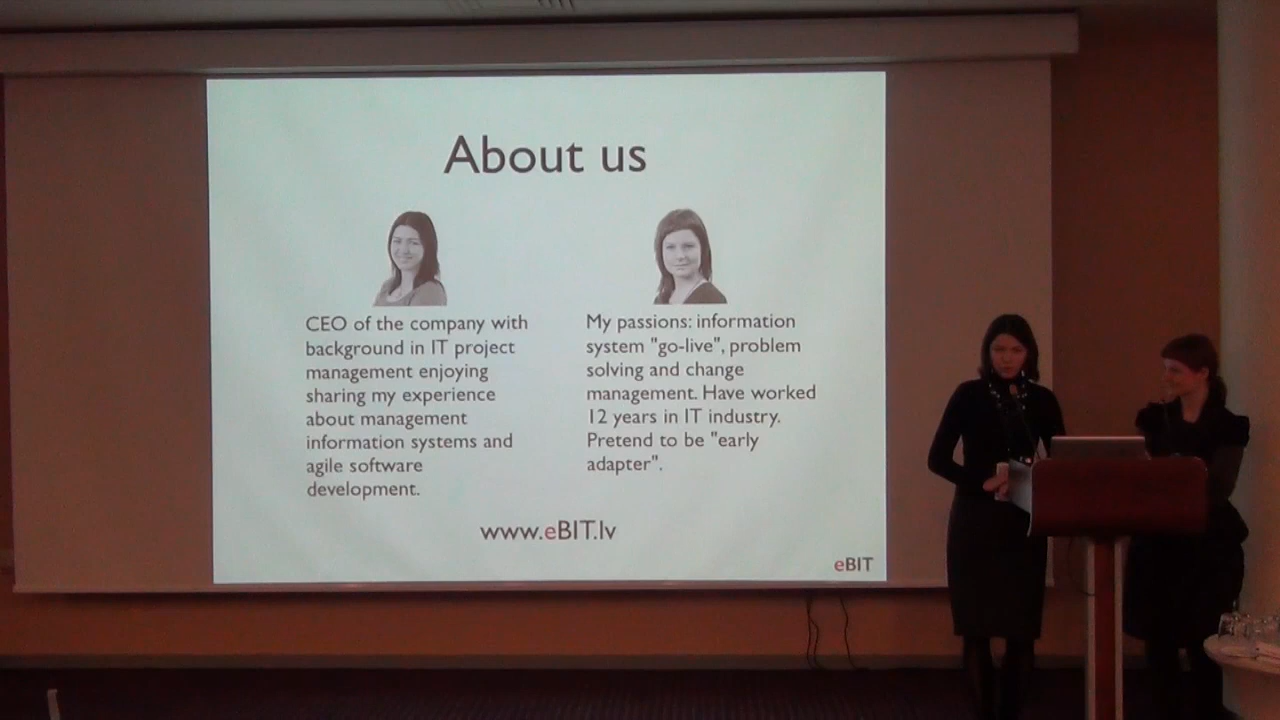 About us
CEO of the company with
background in IT project
management enjoying
sharing my experience
about management
information systems and
agile software
development.
My passions: information
system "go-live", problem
solving and change
management. Have worked
12 years in IT industry.
Pretend to be "early
adapter".
www.eBIT.lv
eBIT